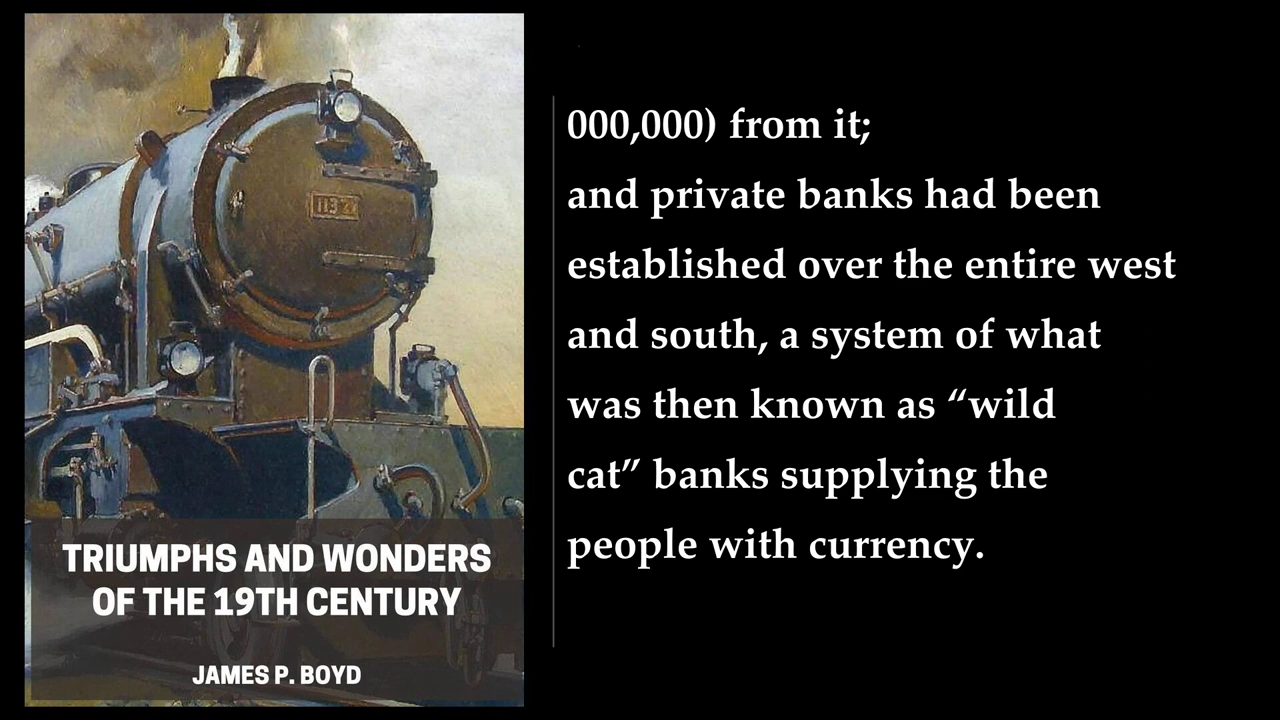 000,000) from it;
and private banks had been
established over the entire west
and south, a system of what
was then known as “wild
cat” banks supplying the
people with currency.
1132
TRIUMPHS AND WONDERS
OF THE 19TH CENTURY
JAMES P. BOYD